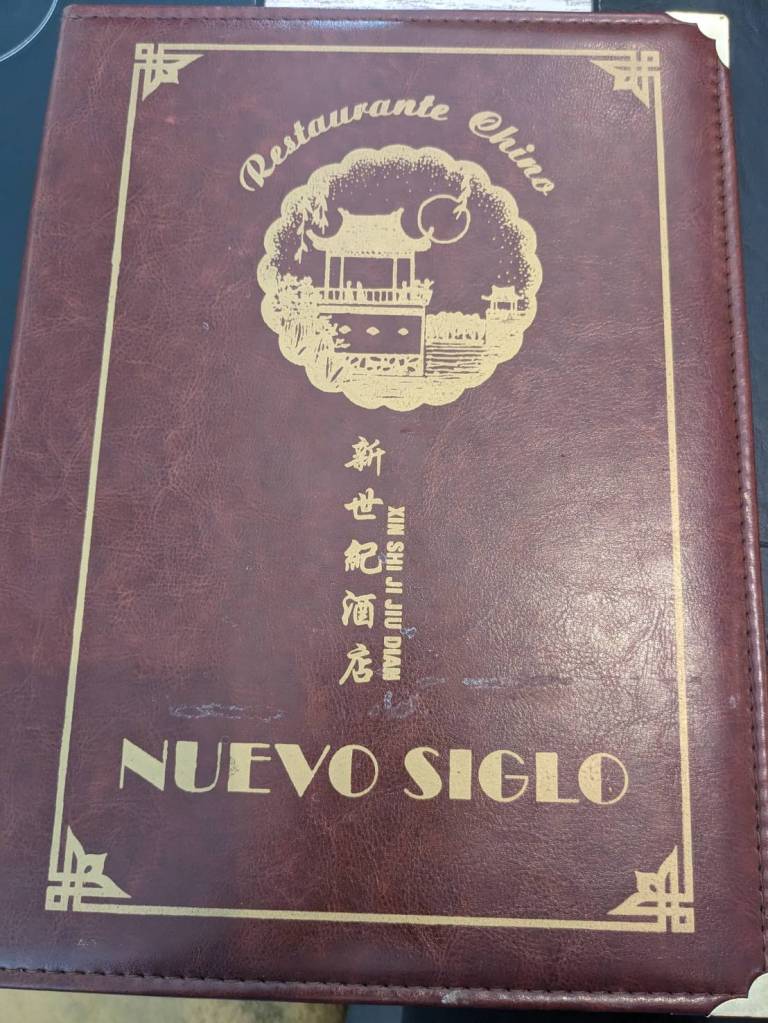 Restaurante Chino
新世紀酒店
XIN SHI JI JIU DIAN
NUEVO SIGLO